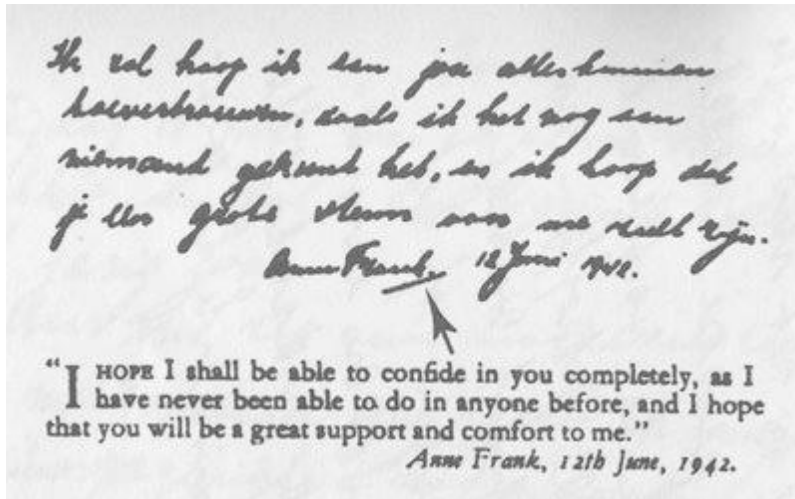 Ik zal hoop ik aan jou alles kunnen
toevertrouwen, zoals ik het nog aan
niemand gekunt heb, en ik hoop dat
je een grote steun voor me zult zijn.
Anne Frank. 12 Juni 1942.
“I HOPE I shall be able to confide in you completely, as I
have never been able to do in anyone before, and I hope
that you will be a great support and comfort to me.”
Anne Frank, 12th June, 1942.